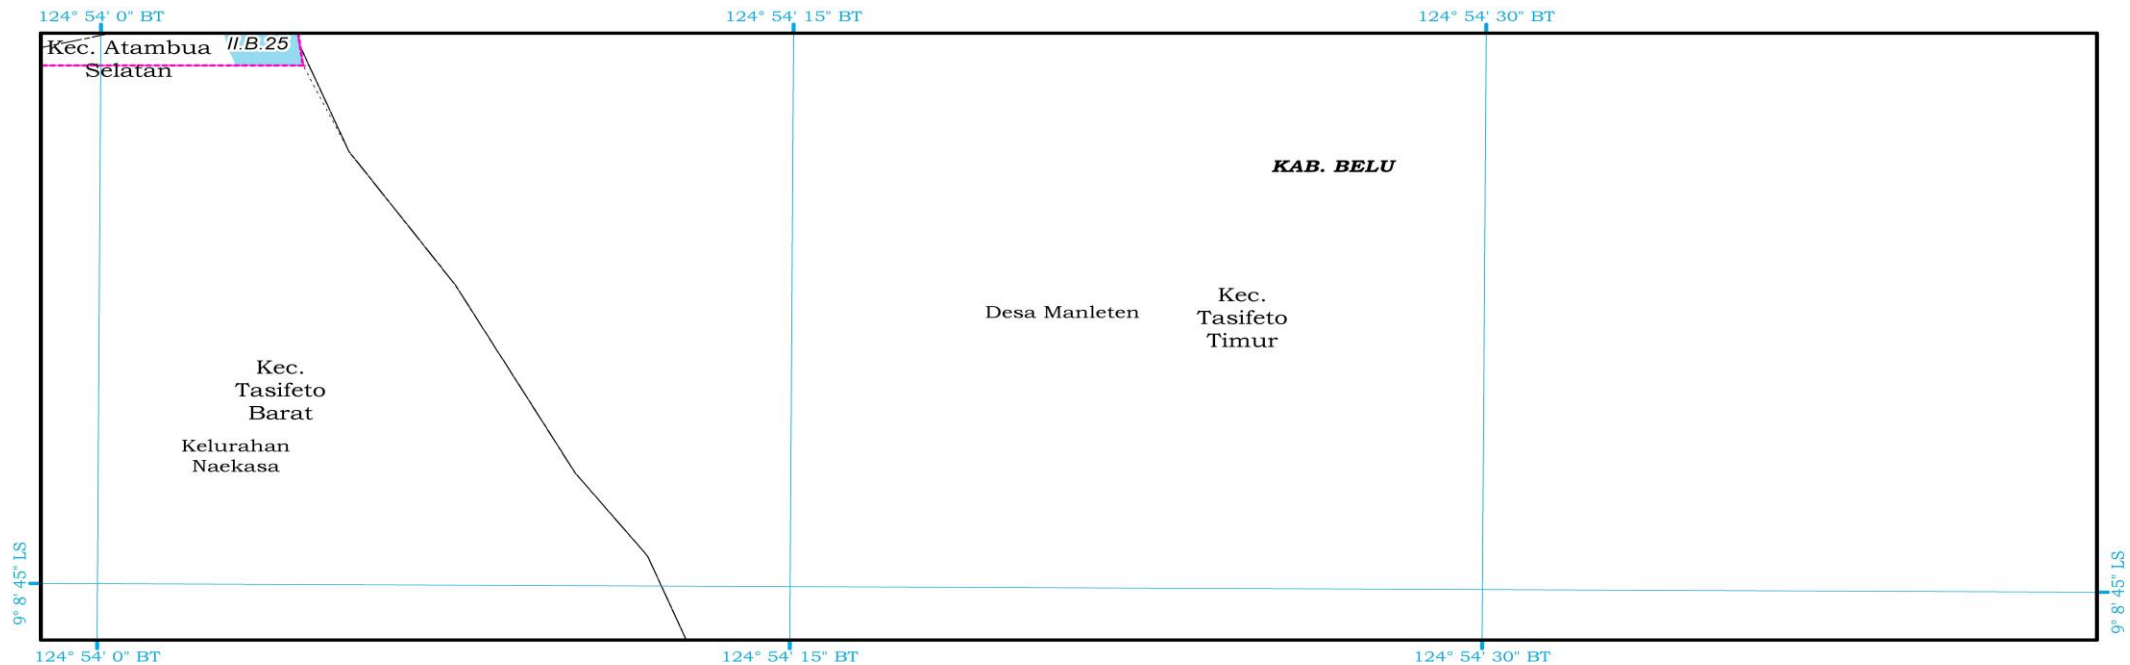 124° 54' 0" BT
124° 54' 15" BT
124° 54' 30" BT
Kec. Atambua
Selatan
II.B.25
KAB. BELU
Desa Manleten
Kec.
Tasifeto
Timur
Kec.
Tasifeto
Barat
Kelurahan
Naekasa
9° 8' 45" LS
9° 8' 45" LS
124° 54' 0" BT
124° 54' 15" BT
124° 54' 30" BT